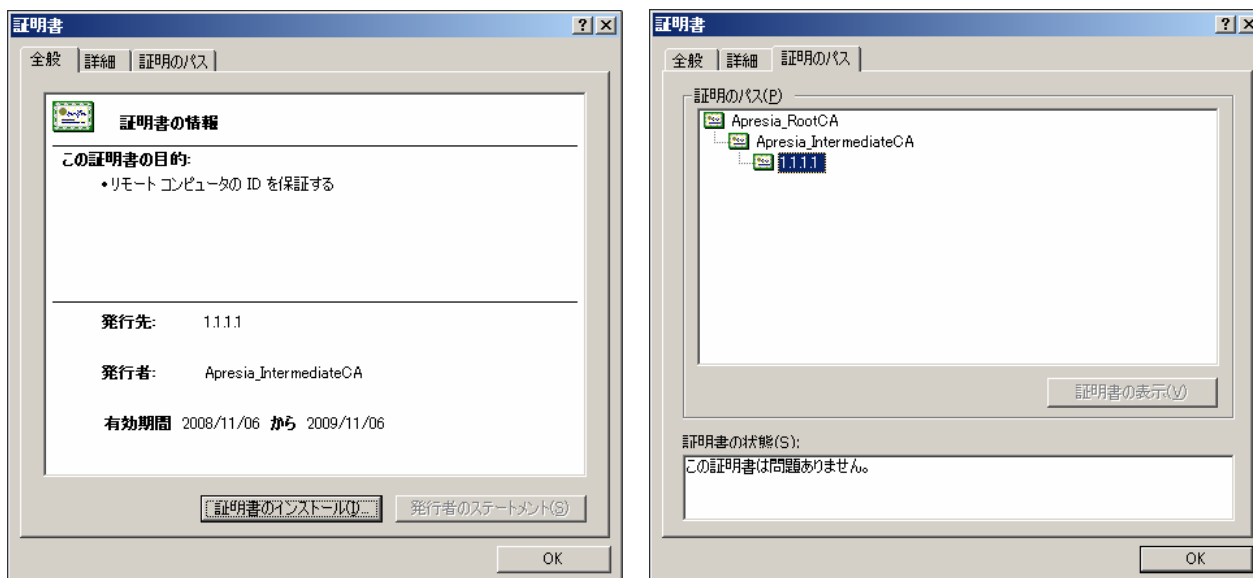 証明書
全般
詳細
証明のパス
証明書の情報
この証明書の目的:
•リモート コンピュータの ID を保証する
発行先: 1.1.1.1
発行者: Apresia_IntermediateCA
有効期間 2008/11/06 から 2009/11/06
証明書のインストール(I)...
発行者のステートメント(S)
OK
証明書
全般
詳細
証明のパス
証明のパス(P)
Apresia_RootCA
Apresia_IntermediateCA
1.1.1.1
証明書の表示(V)
証明書の状態(S):
この証明書は問題ありません。
OK